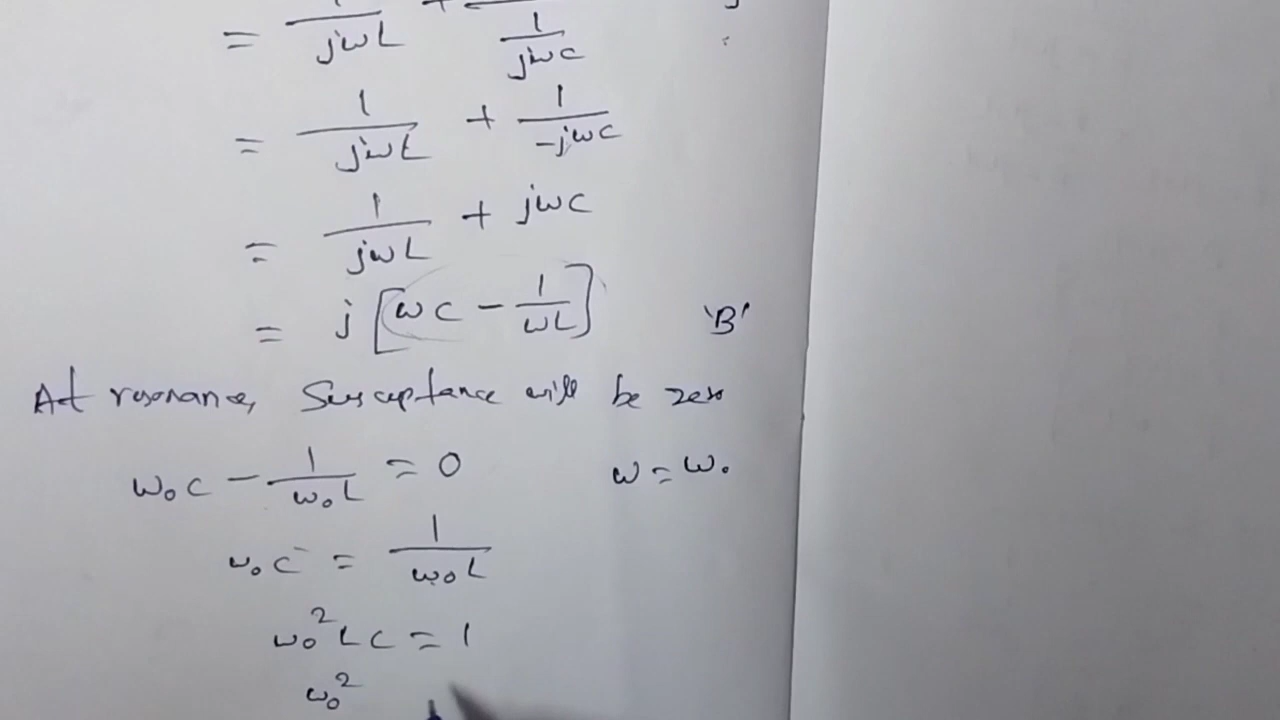 = 1/jωL + 1/(1/jωC)
= 1/jωL + 1/-jωC
= 1/jωL + jωC
= j[ωC - 1/ωL] 'B'
At resonance, Susceptance will be zero
ω₀C - 1/ω₀L = 0 ω = ω₀
ω₀C = 1/ω₀L
ω₀²LC = 1
ω₀²